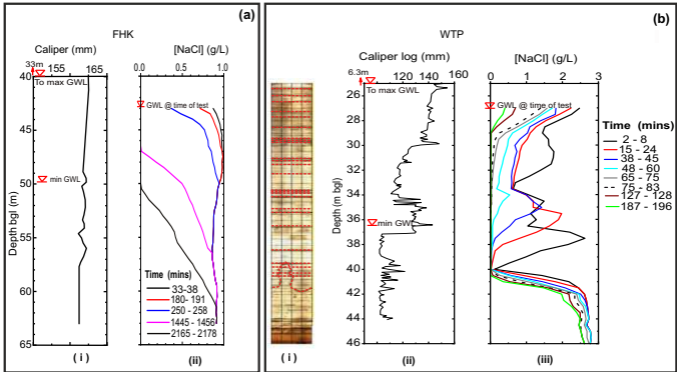 (a)
FHK
Caliper (mm)
[NaCl] (g/L)
33m
155 165
0.0 0.5 1.0
40
To max GWL
GWL @ time of test
45
min GWL
50
55
60
65
Depth bgl (m)
Time (mins)
33-38
180 - 191
250 - 258
1445 - 1456
2165 - 2178
( i )
(ii)
(b)
WTP
Caliper log (mm)
[NaCl] (g/L)
6.3m
120 140 160
0 1 2 3
To max GWL
GWL @ time of test
26
28
30
32
34
36
min GWL
38
40
42
44
46
Depth (m bgl)
Time (mins)
2 - 8
15 - 24
38 - 45
48 - 60
65 - 75
75 - 83
127 - 128
187 - 196
( i )
(ii)
(iii)